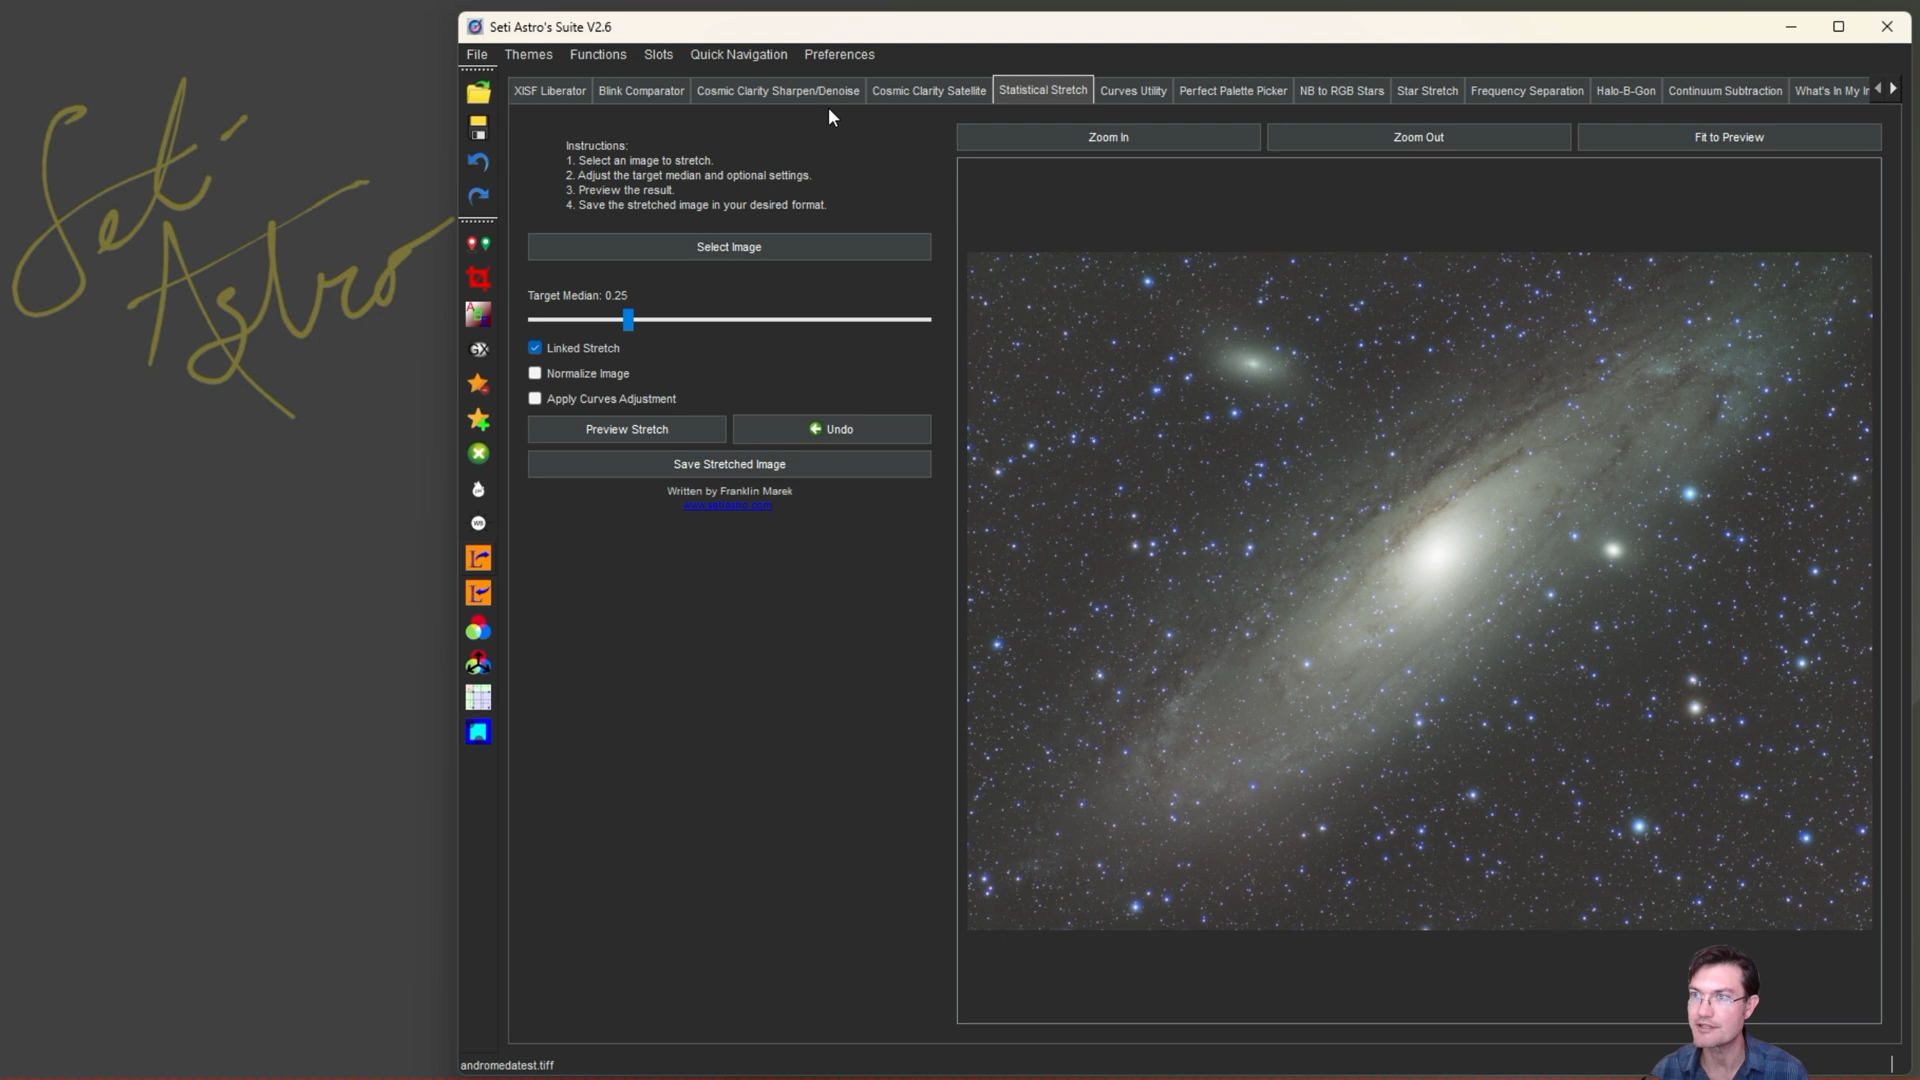 Seti Astro's Suite V2.6
File Themes Functions Slots Quick Navigation Preferences
XISF Liberator Blink Comparator Cosmic Clarity Sharpen/Denoise Cosmic Clarity Satellite Statistical Stretch Curves Utility Perfect Palette Picker NB to RGB Stars Star Stretch Frequency Separation Halo-B-Gon Continuum Subtraction What's In My Ir
Seti
Astro
Instructions:
1. Select an image to stretch.
2. Adjust the target median and optional settings.
3. Preview the result.
4. Save the stretched image in your desired format.
Select Image
Target Median: 0.25
Linked Stretch
Normalize Image
Apply Curves Adjustment
Preview Stretch Undo
Save Stretched Image
Written by Franklin Marek
www.setiastro.com
Zoom In Zoom Out Fit to Preview
WB
andromedatest.tiff